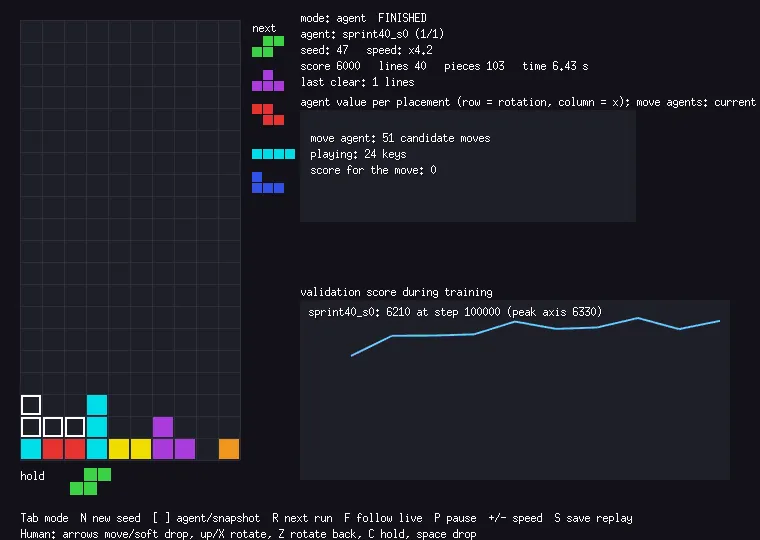 next
mode: agent  FINISHED
agent: sprint40_s0 (1/1)
seed: 47   speed: x4.2
score 6000   lines 40   pieces 103   time 6.43 s
last clear: 1 lines
agent value per placement (row = rotation, column = x); move agents: current
move agent: 51 candidate moves
playing: 24 keys
score for the move: 0
validation score during training
sprint40_s0: 6210 at step 100000 (peak axis 6330)
hold
Tab mode  N new seed  [ ] agent/snapshot  R next run  F follow live  P pause  +/- speed  S save replay
Human: arrows move/soft drop, up/X rotate, Z rotate back, C hold, space drop